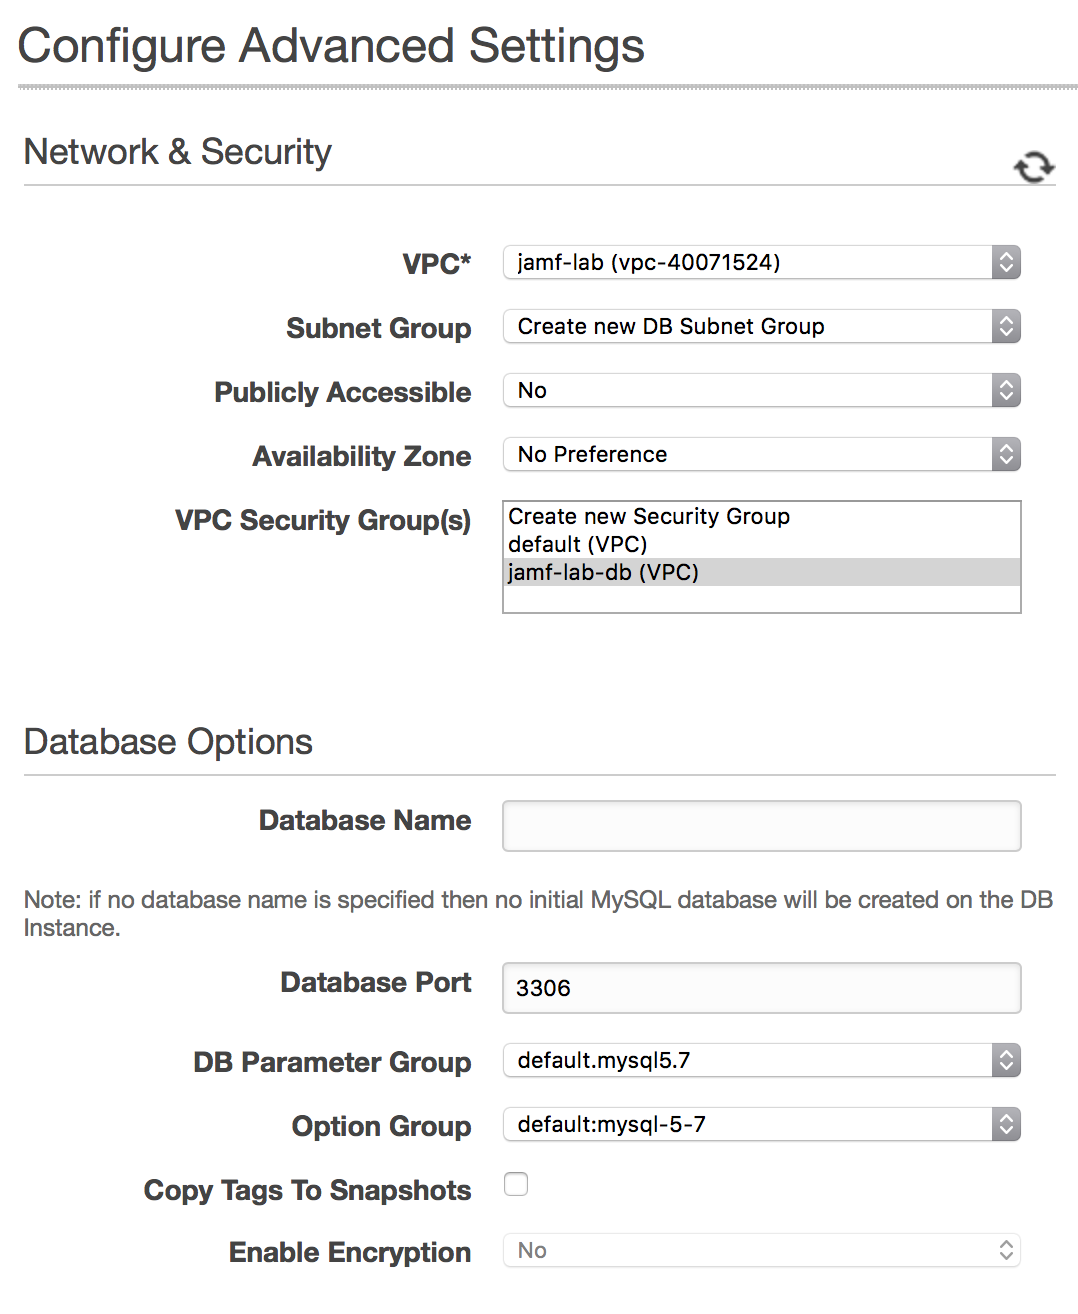 Configure Advanced Settings
Network & Security
VPC* jamf-lab (vpc-40071524)
Subnet Group Create new DB Subnet Group
Publicly Accessible No
Availability Zone No Preference
VPC Security Group(s) Create new Security Group
default (VPC)
jamf-lab-db (VPC)
Database Options
Database Name
Note: if no database name is specified then no initial MySQL database will be created on the DB
Instance.
Database Port 3306
DB Parameter Group default.mysql5.7
Option Group default:mysql-5-7
Copy Tags To Snapshots
Enable Encryption No